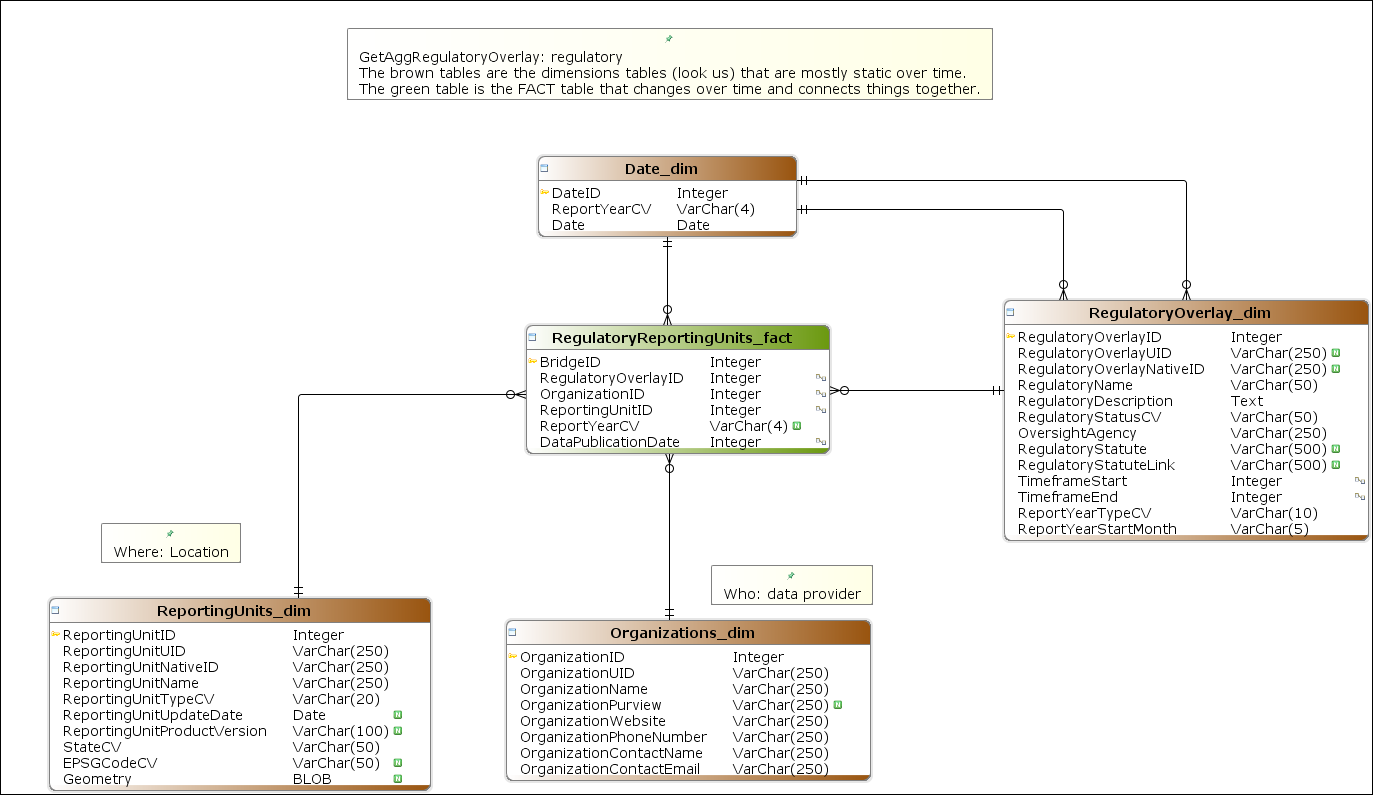 GetAggRegulatoryOverlay: regulatory
The brown tables are the dimensions tables (look us) that are mostly static over time.
The green table is the FACT table that changes over time and connects things together.
Date_dim
DateID Integer
ReportYearCV VarChar(4)
Date Date
RegulatoryReportingUnits_fact
BridgeID Integer
RegulatoryOverlayID Integer
OrganizationID Integer
ReportingUnitID Integer
ReportYearCV VarChar(4) N
DataPublicationDate Integer
RegulatoryOverlay_dim
RegulatoryOverlayID Integer
RegulatoryOverlayUID VarChar(250) N
RegulatoryOverlayNativeID VarChar(250) N
RegulatoryName VarChar(50)
RegulatoryDescription Text
RegulatoryStatusCV VarChar(50)
OversightAgency VarChar(250)
RegulatoryStatute VarChar(500) N
RegulatoryStatuteLink VarChar(500) N
TimeframeStart Integer
TimeframeEnd Integer
ReportYearTypeCV VarChar(10)
ReportYearStartMonth VarChar(5)
Where: Location
ReportingUnits_dim
ReportingUnitID Integer
ReportingUnitUID VarChar(250)
ReportingUnitNativeID VarChar(250)
ReportingUnitName VarChar(250)
ReportingUnitTypeCV VarChar(20)
ReportingUnitUpdateDate Date N
ReportingUnitProductVersion VarChar(100) N
StateCV VarChar(50)
EPSGCodeCV VarChar(50) N
Geometry BLOB N
Who: data provider
Organizations_dim
OrganizationID Integer
OrganizationUID VarChar(250)
OrganizationName VarChar(250)
OrganizationPurview VarChar(250) N
OrganizationWebsite VarChar(250)
OrganizationPhoneNumber VarChar(250)
OrganizationContactName VarChar(250)
OrganizationContactEmail VarChar(250)